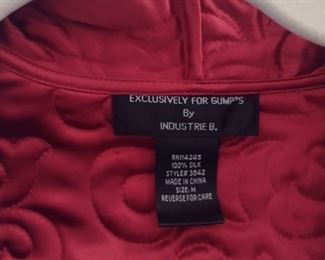 EXCLUSIVELY FOR GUMP'S
By
INDUSTRIE B.
RN114245
100% SILK
STYLE# 3842
MADE IN CHINA
SIZE: M
REVERSE FOR CARE